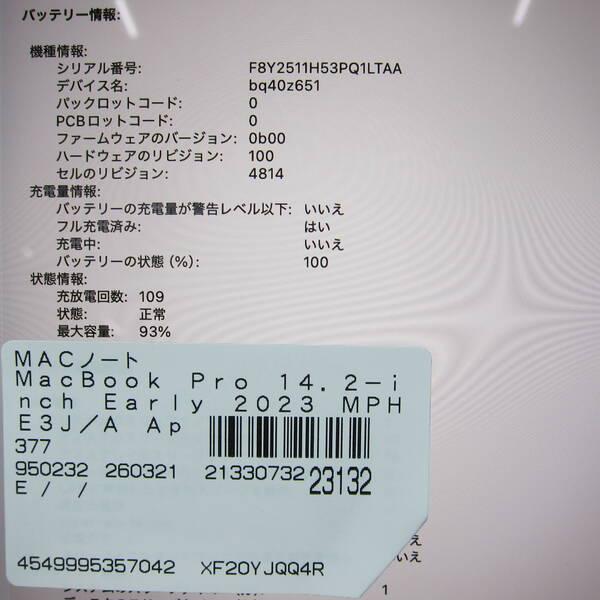 バッテリー情報:
機種情報:
シリアル番号: F8Y2511H53PQ1LTAA
デバイス名: bq40z651
パックロットコード: 0
PCBロットコード: 0
ファームウェアのバージョン: 0b00
ハードウェアのリビジョン: 100
セルのリビジョン: 4814
充電量情報:
バッテリーの充電量が警告レベル以下: いいえ
フル充電済み: はい
充電中: いいえ
バッテリーの状態 (%): 100
状態情報:
充放電回数: 109
状態: 正常
最大容量: 93%
MACノート
MacBook Pro 14.2-i
nch Early 2023 MPH
E3J/A Ap
377
950232 260321 21330732 23132
E / /
え
いえ
4549995357042 XF20YJQQ4R
1